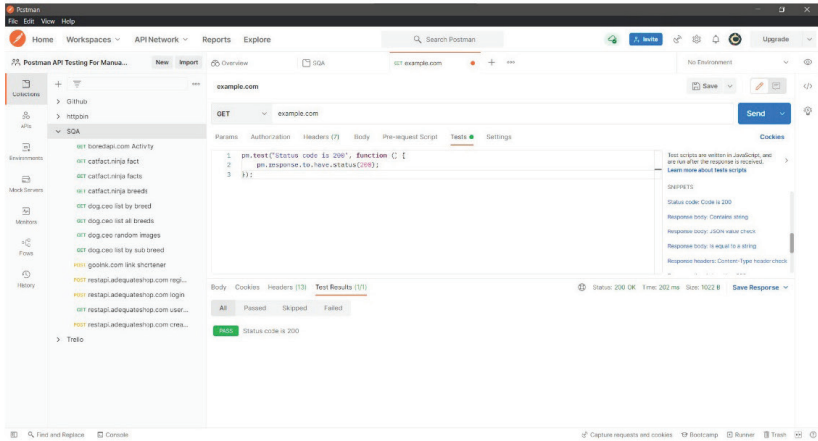 Postman
File Edit View Help
Home Workspaces API Network Reports Explore
Search Postman
Invite
Upgrade
Postman API Testing For Manua... New Import
Overview
SQA
GET example.com
No Environment
Collections
APIs
Environments
Mock Servers
Monitors
Flows
History
Github
httpbin
SQA
GET boredapi.com Activty
GET catfact.ninja fact
GET catfact.ninja facts
GET catfact.ninja breeds
GET dog.ceo list by breed
GET dog.ceo list all breeds
GET dog.ceo random images
GET dog.ceo list by sub breed
POST goolnk.com link shortener
POST restapi.adequateshop.com regi...
POST restapi.adequateshop.com login
GET restapi.adequateshop.com user...
POST restapi.adequateshop.com crea...
Trello
example.com
Save
GET example.com
Send
Params Authorization Headers (7) Body Pre-request Script Tests Settings
Cookies
1 pm.test("Status code is 200", function () {
2 pm.response.to.have.status(200);
3 });
Test scripts are written in JavaScript, and
are run after the response is received.
Learn more about tests scripts
SNIPPETS
Status code: Code is 200
Response body: Contains string
Response body: JSON value check
Response body: Is equal to a string
Response headers: Content-Type header check
Body Cookies Headers (13) Test Results (1/1)
Status: 200 OK Time: 202 ms Size: 1022 B Save Response
All Passed Skipped Failed
PASS Status code is 200
Find and Replace Console
Capture requests and cookies Bootcamp Runner Trash